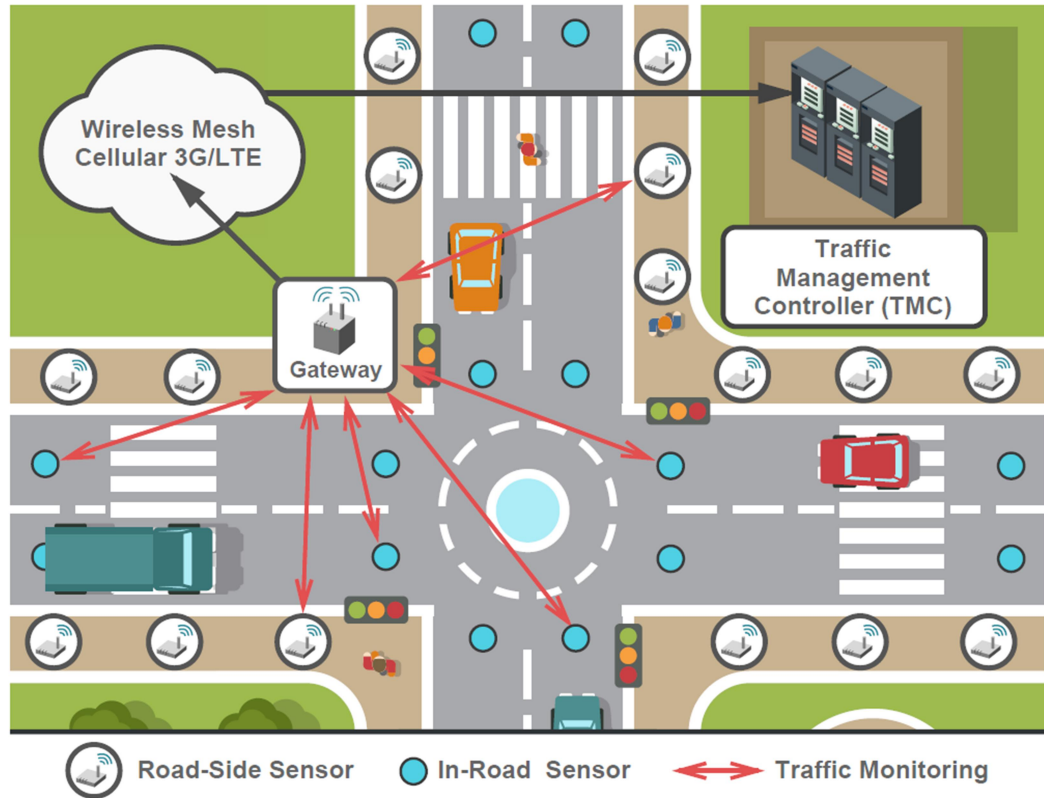 Wireless Mesh
Cellular 3G/LTE
Traffic
Management
Controller (TMC)
Gateway
Road-Side Sensor
In-Road Sensor
Traffic Monitoring